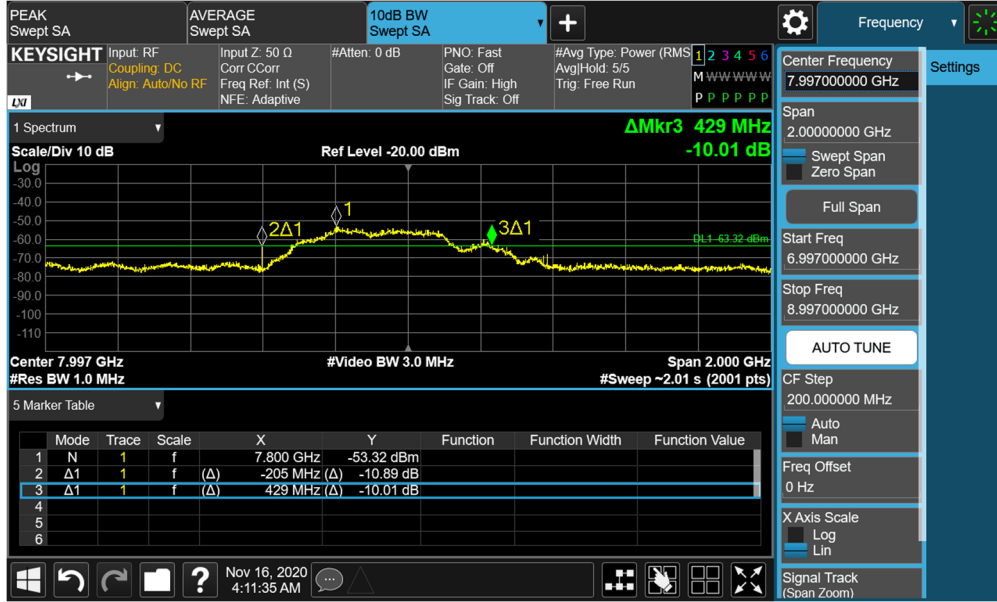 PEAK
Swept SA
AVERAGE
Swept SA
10dB BW
Swept SA
Frequency
KEYSIGHT
LXI
Input: RF
Coupling: DC
Align: Auto/No RF
Input Z: 50 Ω
Corr CCorr
Freq Ref: Int (S)
NFE: Adaptive
#Atten: 0 dB
PNO: Fast
Gate: Off
IF Gain: High
Sig Track: Off
#Avg Type: Power (RMS
Avg|Hold: 5/5
Trig: Free Run
1 2 3 4 5 6
M W W W W W
P P P P P P
1 Spectrum
ΔMkr3 429 MHz
Scale/Div 10 dB
Ref Level -20.00 dBm
-10.01 dB
Log
-30.0
-40.0
-50.0
-60.0
-70.0
-80.0
-90.0
-100
-110
2Δ1
1
3Δ1
DL1 -63.32 dBm
Center 7.997 GHz
#Video BW 3.0 MHz
Span 2.000 GHz
#Res BW 1.0 MHz
#Sweep ~2.01 s (2001 pts)
5 Marker Table
Mode Trace Scale X Y Function Function Width Function Value
1 N 1 f 7.800 GHz -53.32 dBm
2 Δ1 1 f (Δ) -205 MHz (Δ) -10.89 dB
3 Δ1 1 f (Δ) 429 MHz (Δ) -10.01 dB
4
5
6
Nov 16, 2020
4:11:35 AM
Center Frequency
7.997000000 GHz
Settings
Span
2.00000000 GHz
Swept Span
Zero Span
Full Span
Start Freq
6.997000000 GHz
Stop Freq
8.997000000 GHz
AUTO TUNE
CF Step
200.000000 MHz
Auto
Man
Freq Offset
0 Hz
X Axis Scale
Log
Lin
Signal Track
(Span Zoom)